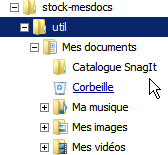 stock-mesdocs
util
Mes documents
Catalogue SnagIt
Corbeille
Ma musique
Mes images
Mes vidéos